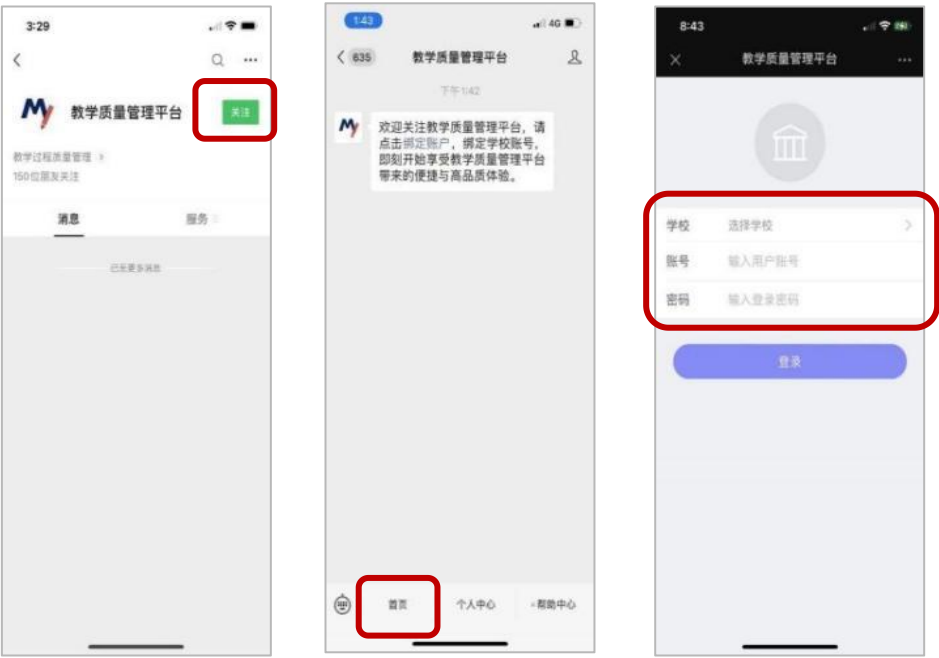 3:29
My 教学质量管理平台
关注
教学过程质量管理 >
150位朋友关注
消息
服务
已无更多消息
1:43
4G
635
教学质量管理平台
下午1:42
My
欢迎关注教学质量管理平台，请
点击绑定账户，绑定学校账号，
即刻开始享受教学质量管理平台
带来的便捷与高品质体验。
首页
个人中心
帮助中心
8:43
教学质量管理平台
学校 选择学校
账号 输入用户账号
密码 输入登录密码
登录